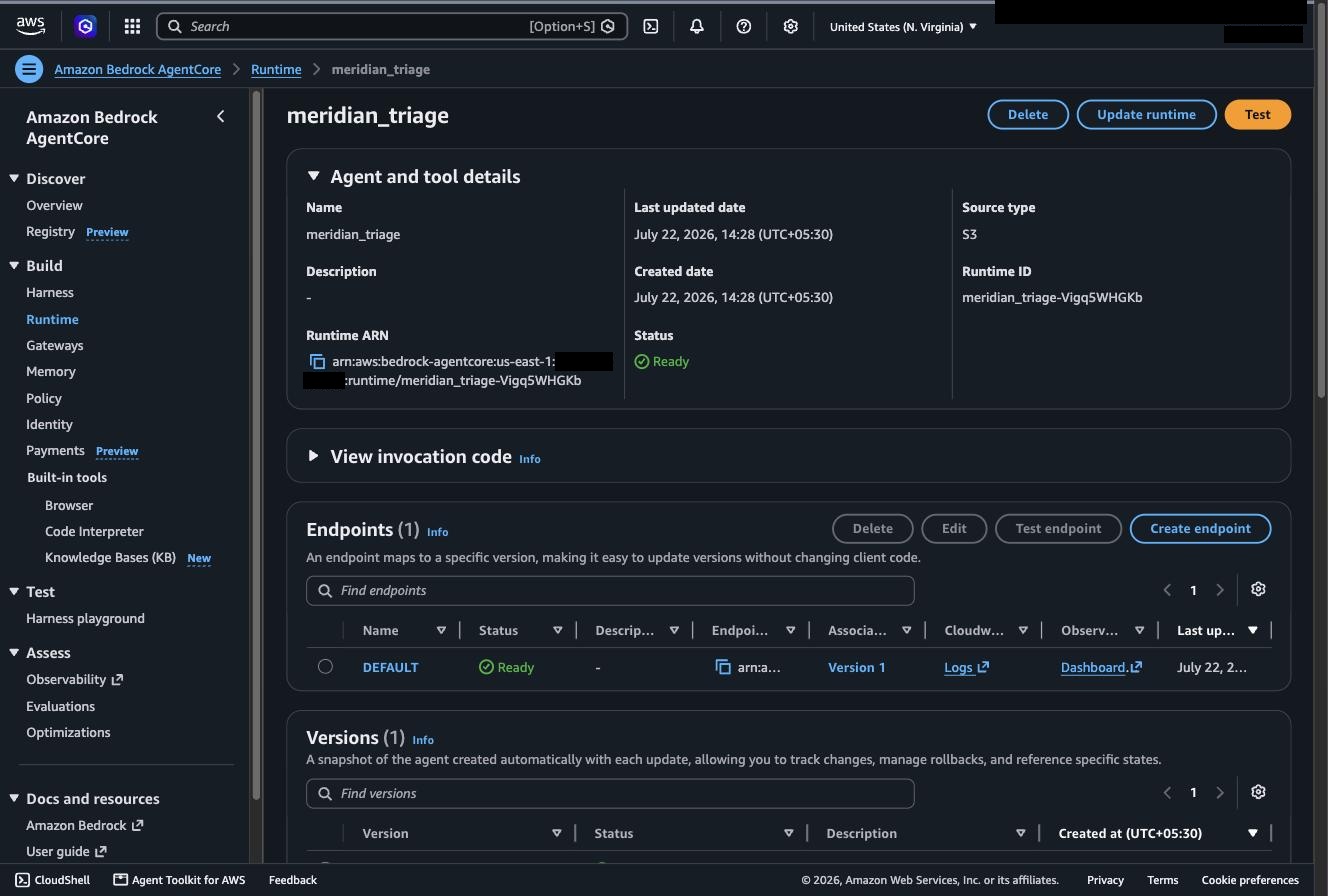 aws
Search [Option+S]
United States (N. Virginia)
Amazon Bedrock AgentCore
Runtime
meridian_triage
Amazon Bedrock
AgentCore
Discover
Overview
Registry Preview
Build
Harness
Runtime
Gateways
Memory
Policy
Identity
Payments Preview
Built-in tools
Browser
Code Interpreter
Knowledge Bases (KB) New
Test
Harness playground
Assess
Observability
Evaluations
Optimizations
Docs and resources
Amazon Bedrock
User guide
meridian_triage
Delete
Update runtime
Test
Agent and tool details
Name
meridian_triage
Description
-
Runtime ARN
arn:aws:bedrock-agentcore:us-east-1:
:runtime/meridian_triage-Vigq5WHGKb
Last updated date
July 22, 2026, 14:28 (UTC+05:30)
Created date
July 22, 2026, 14:28 (UTC+05:30)
Status
Ready
Source type
S3
Runtime ID
meridian_triage-Vigq5WHGKb
View invocation code Info
Endpoints (1) Info
Delete
Edit
Test endpoint
Create endpoint
An endpoint maps to a specific version, making it easy to update versions without changing client code.
Find endpoints
1
Name Status Descrip... Endpoi... Associa... Cloudw... Observ... Last up...
DEFAULT Ready - arn:a... Version 1 Logs Dashboard. July 22, 2...
Versions (1) Info
A snapshot of the agent created automatically with each update, allowing you to track changes, manage rollbacks, and reference specific states.
Find versions
1
Version Status Description Created at (UTC+05:30)
CloudShell
Agent Toolkit for AWS
Feedback
© 2026, Amazon Web Services, Inc. or its affiliates.
Privacy
Terms
Cookie preferences